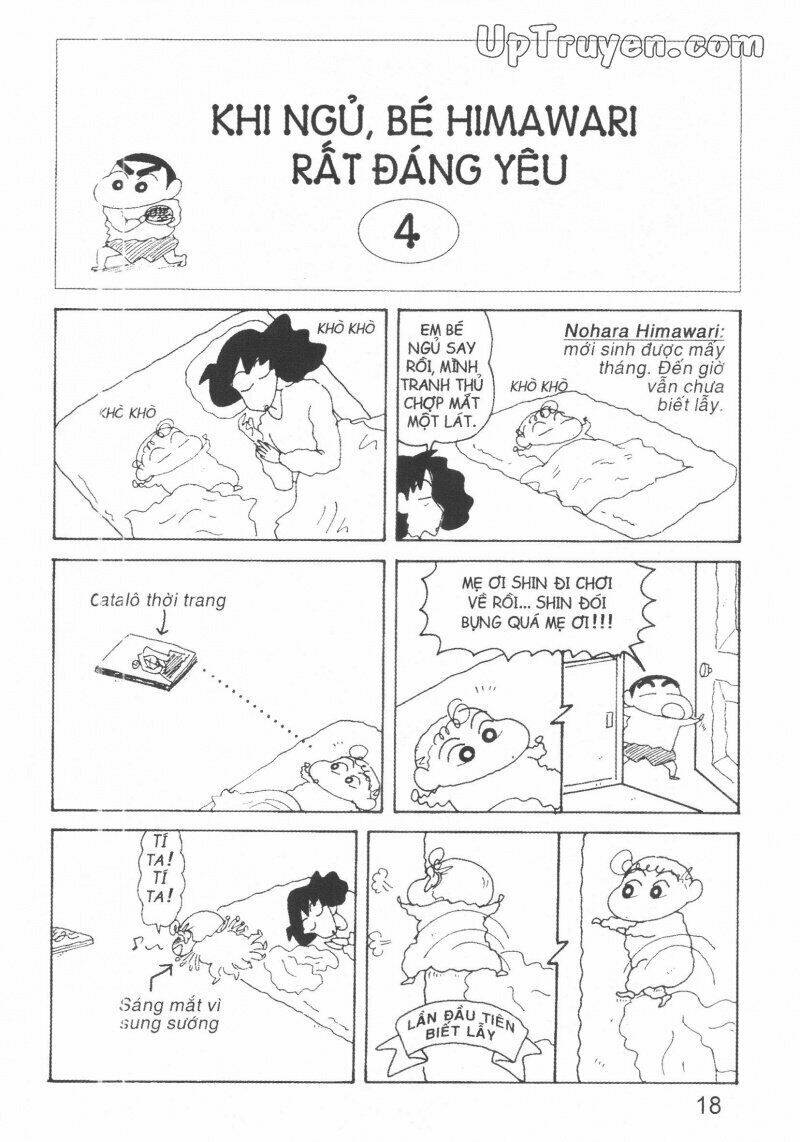 UpTruyen.com
KHI NGỦ, BÉ HIMAWARI
RẤT ĐÁNG YÊU
4
KHÒ KHÒ
KHÒ KHÒ
EM BÉ
NGỦ SAY
RỒI, MÌNH
TRANH THỦ
CHỢP MẮT
MỘT LÁT.
Nohara Himawari:
mới sinh được mấy
tháng. Đến giờ
vẫn chưa
biết lẫy.
KHÒ KHÒ
Catalô thời trang
MẸ ƠI SHIN ĐI CHƠI
VỀ RỒI... SHIN ĐÓI
BỤNG QUÁ MẸ ƠI!!!
TÍ
TA!
TÍ
TA!
Sáng mắt vì
sung sướng
LẦN ĐẦU TIÊN
BIẾT LẪY
18